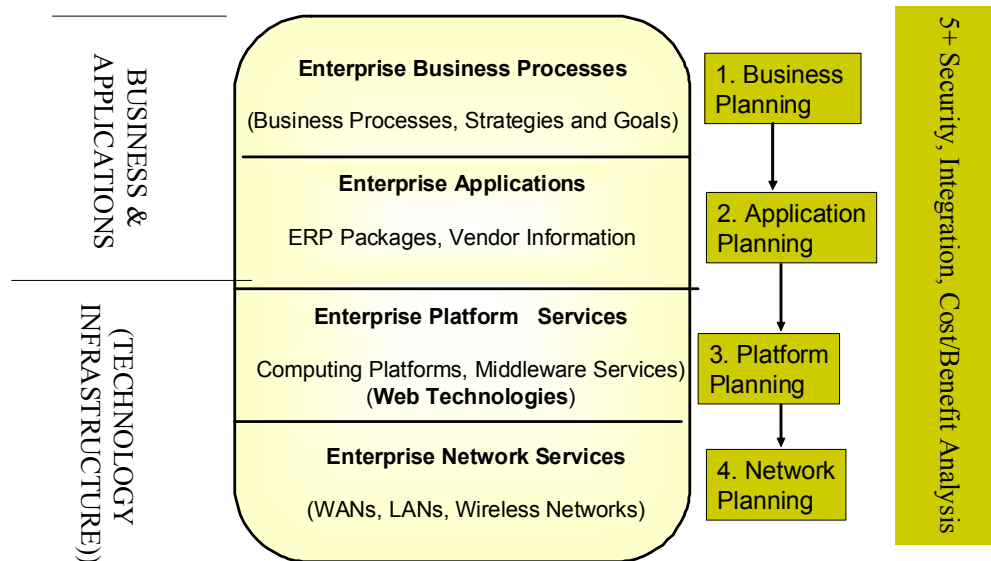 BUSINESS &
APPLICATIONS
(TECHNOLOGY
INFRASTRUCTURE))
Enterprise Business Processes
(Business Processes, Strategies and Goals)
Enterprise Applications
ERP Packages, Vendor Information
Enterprise Platform Services
Computing Platforms, Middleware Services)
(Web Technologies)
Enterprise Network Services
(WANs, LANs, Wireless Networks)
1. Business
Planning
2. Application
Planning
3. Platform
Planning
4. Network
Planning
5+ Security, Integration, Cost/Benefit Analysis